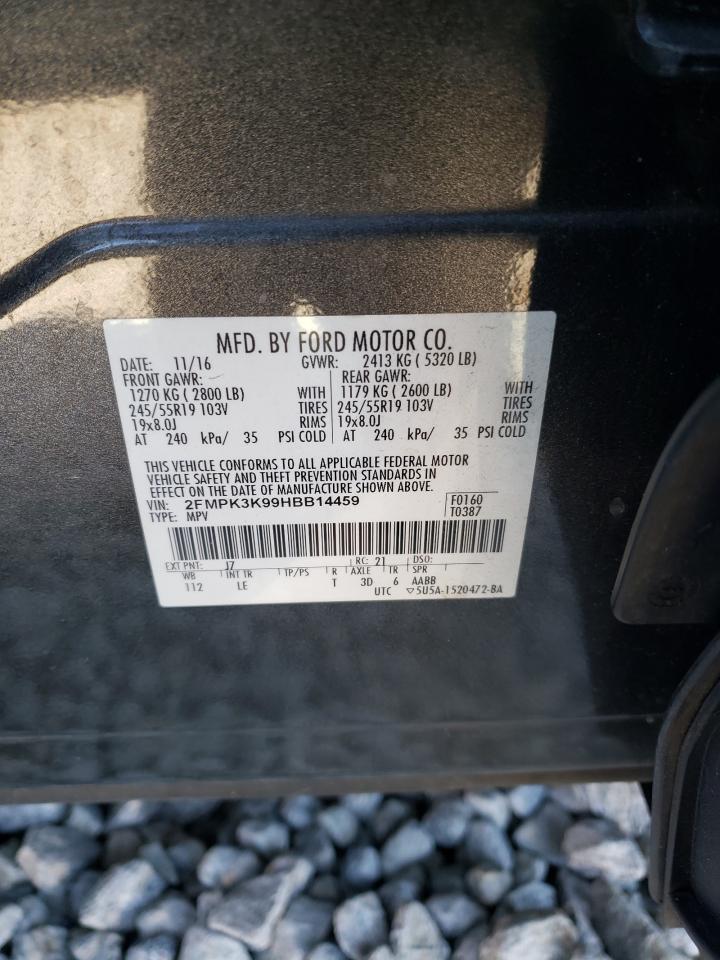 MFD. BY FORD MOTOR CO.
DATE: 11/16 GVWR: 2413 KG ( 5320 LB)
FRONT GAWR: REAR GAWR:
1270 KG ( 2800 LB) WITH 1179 KG ( 2600 LB) WITH
245/55R19 103V TIRES 245/55R19 103V TIRES
19x8.0J RIMS 19x8.0J RIMS
AT 240 kPa/ 35 PSI COLD AT 240 kPa/ 35 PSI COLD
THIS VEHICLE CONFORMS TO ALL APPLICABLE FEDERAL MOTOR
VEHICLE SAFETY AND THEFT PREVENTION STANDARDS IN
EFFECT ON THE DATE OF MANUFACTURE SHOWN ABOVE.
VIN: 2FMPK3K99HBB14459 F0160
TYPE: MPV T0387
EXT PNT: J7 RC: 21 DSO:
WB INT TR TP/PS R AXLE TR SPR
112 LE T 3D 6 AABB
UTC ▽5U5A-1520472-BA